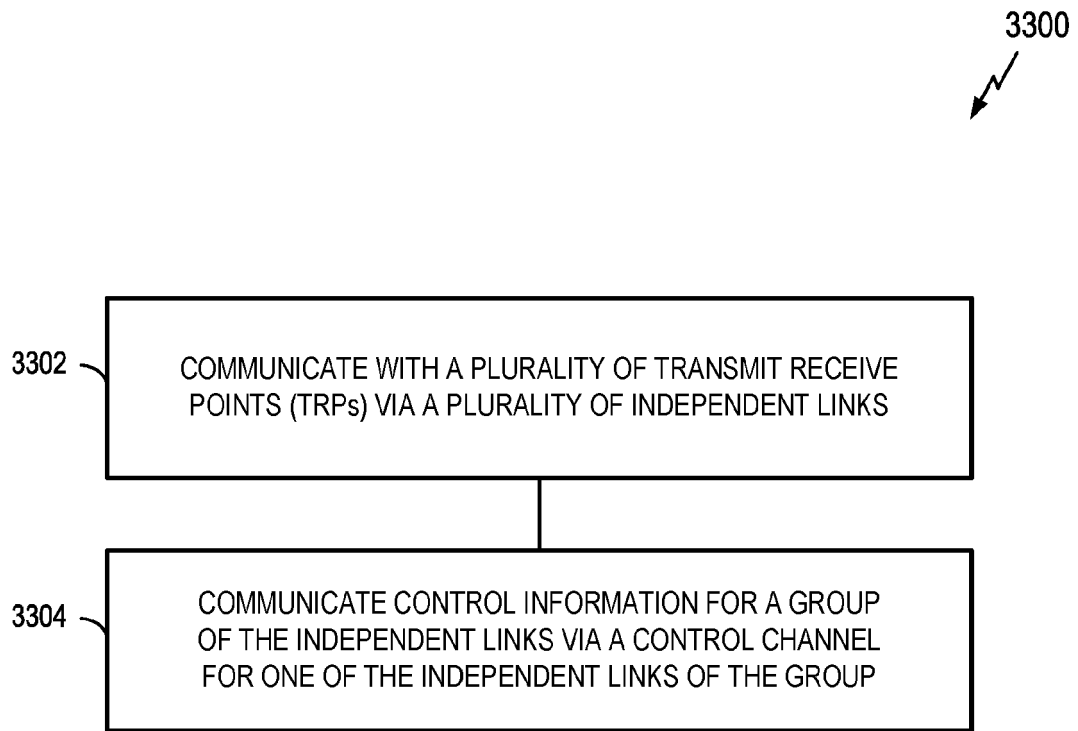 3300
3302
COMMUNICATE WITH A PLURALITY OF TRANSMIT RECEIVE
POINTS (TRPs) VIA A PLURALITY OF INDEPENDENT LINKS
3304
COMMUNICATE CONTROL INFORMATION FOR A GROUP
OF THE INDEPENDENT LINKS VIA A CONTROL CHANNEL
FOR ONE OF THE INDEPENDENT LINKS OF THE GROUP